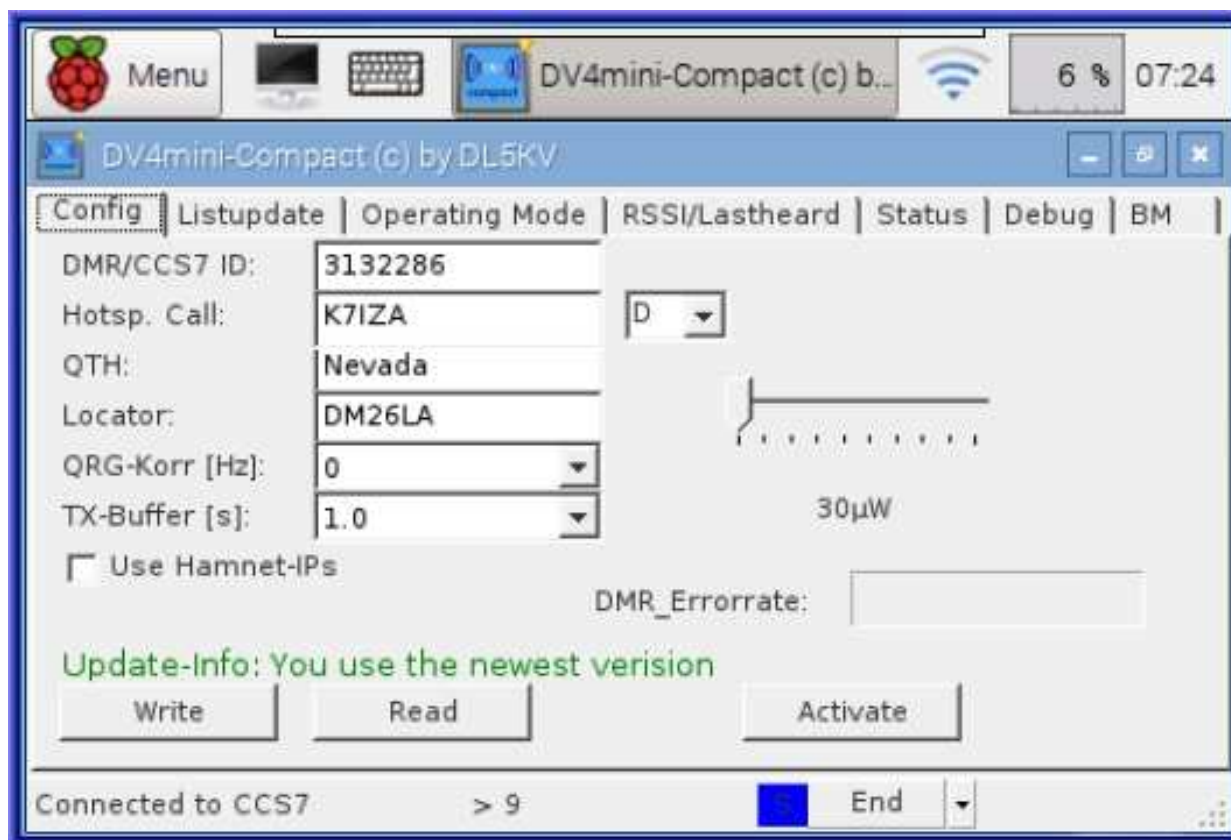 Menu DV4mini-Compact (c) b... 6 % 07:24
DV4mini-Compact (c) by DL5KV
Config Listupdate Operating Mode RSSI/Lastheard Status Debug BM
DMR/CCS7 ID: 3132286
Hotsp. Call: K7IZA D
QTH: Nevada
Locator: DM26LA
QRG-Korr [Hz]: 0
TX-Buffer [s]: 1.0 30µW
Use Hamnet-IPs
DMR_Errorrate:
Update-Info: You use the newest verision
Write Read Activate
Connected to CCS7 > 9 S End